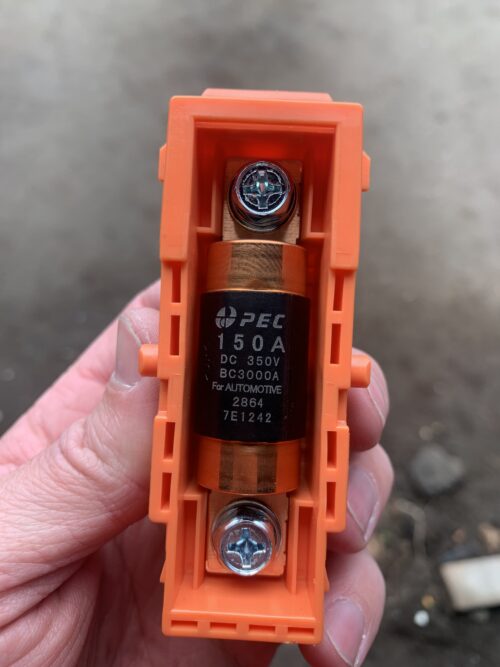 PEC
150A
DC 350V
BC3000A
For AUTOMOTIVE
2864
7E1242